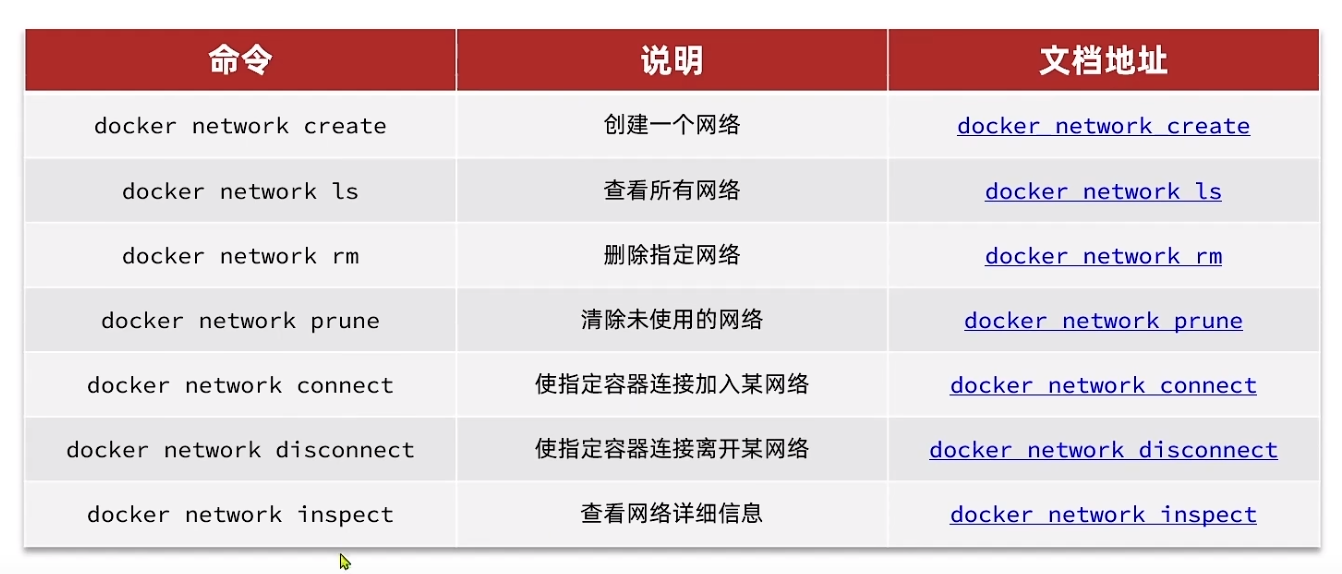 命令 说明 文档地址
docker network create 创建一个网络 docker network create
docker network ls 查看所有网络 docker network ls
docker network rm 删除指定网络 docker network rm
docker network prune 清除未使用的网络 docker network prune
docker network connect 使指定容器连接加入某网络 docker network connect
docker network disconnect 使指定容器连接离开某网络 docker network disconnect
docker network inspect 查看网络详细信息 docker network inspect